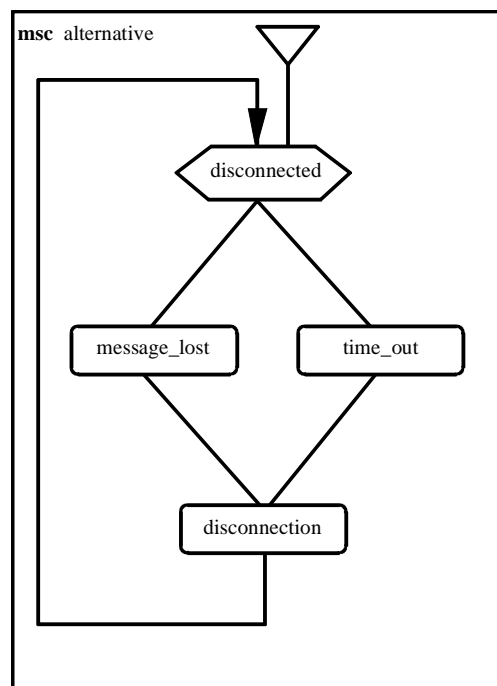 msc alternative
disconnected
message_lost
time_out
disconnection